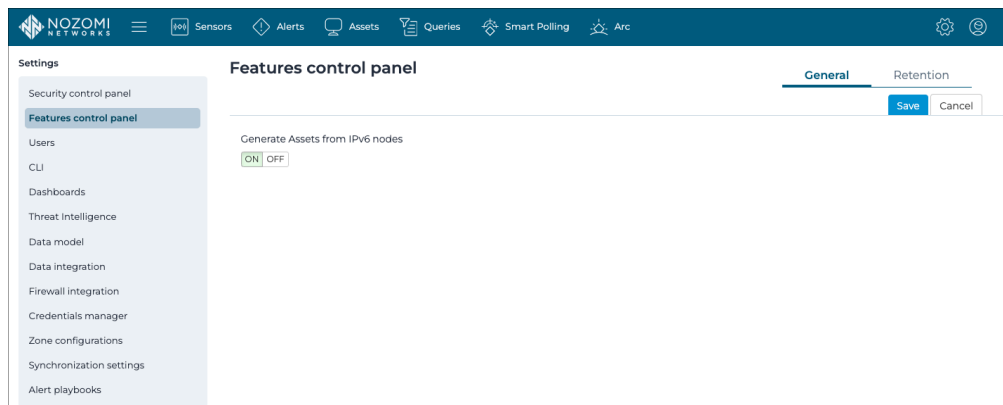 NOZOMI
NETWORKS
Sensors
Alerts
Assets
Queries
Smart Polling
Arc
Settings
Security control panel
Features control panel
Users
CLI
Dashboards
Threat Intelligence
Data model
Data integration
Firewall integration
Credentials manager
Zone configurations
Synchronization settings
Alert playbooks
Features control panel
General
Retention
Save
Cancel
Generate Assets from IPv6 nodes
ON OFF